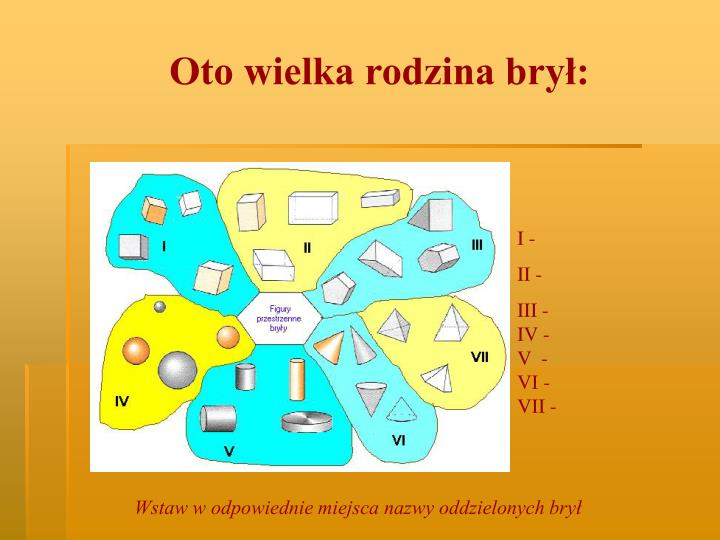 Oto wielka rodzina brył:
I
II
III
Figury
przestrzenne
bryły
IV
V
VI
VII
I -
II -
III -
IV -
V -
VI -
VII -
Wstaw w odpowiednie miejsca nazwy oddzielonych brył